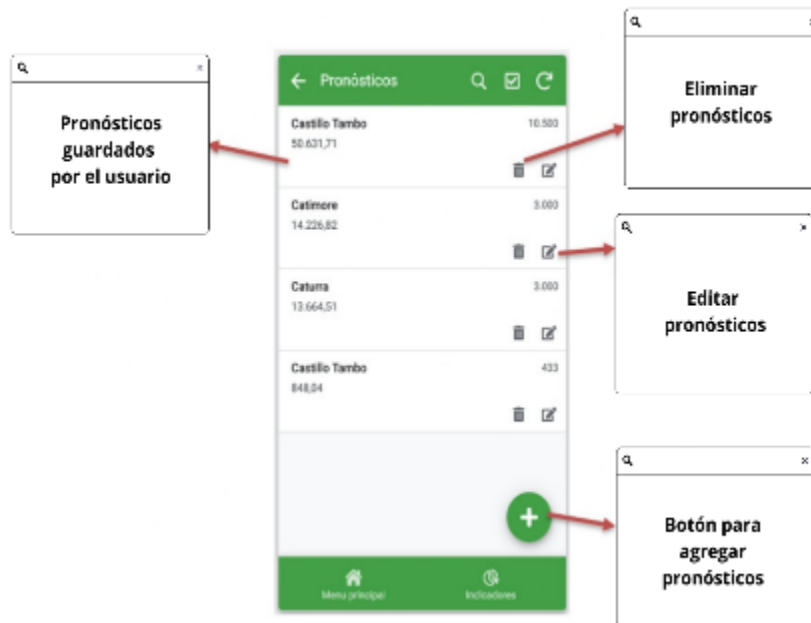 Pronósticos
guardados
por el usuario
Pronósticos
Castillo Tambo 10.500
50.631,71
Catimore 3.000
14.226,82
Caturra 3.000
13.664,51
Castillo Tambo 433
848,04
Menu principal Indicadores
Eliminar
pronósticos
Editar
pronósticos
Botón para
agregar
pronósticos